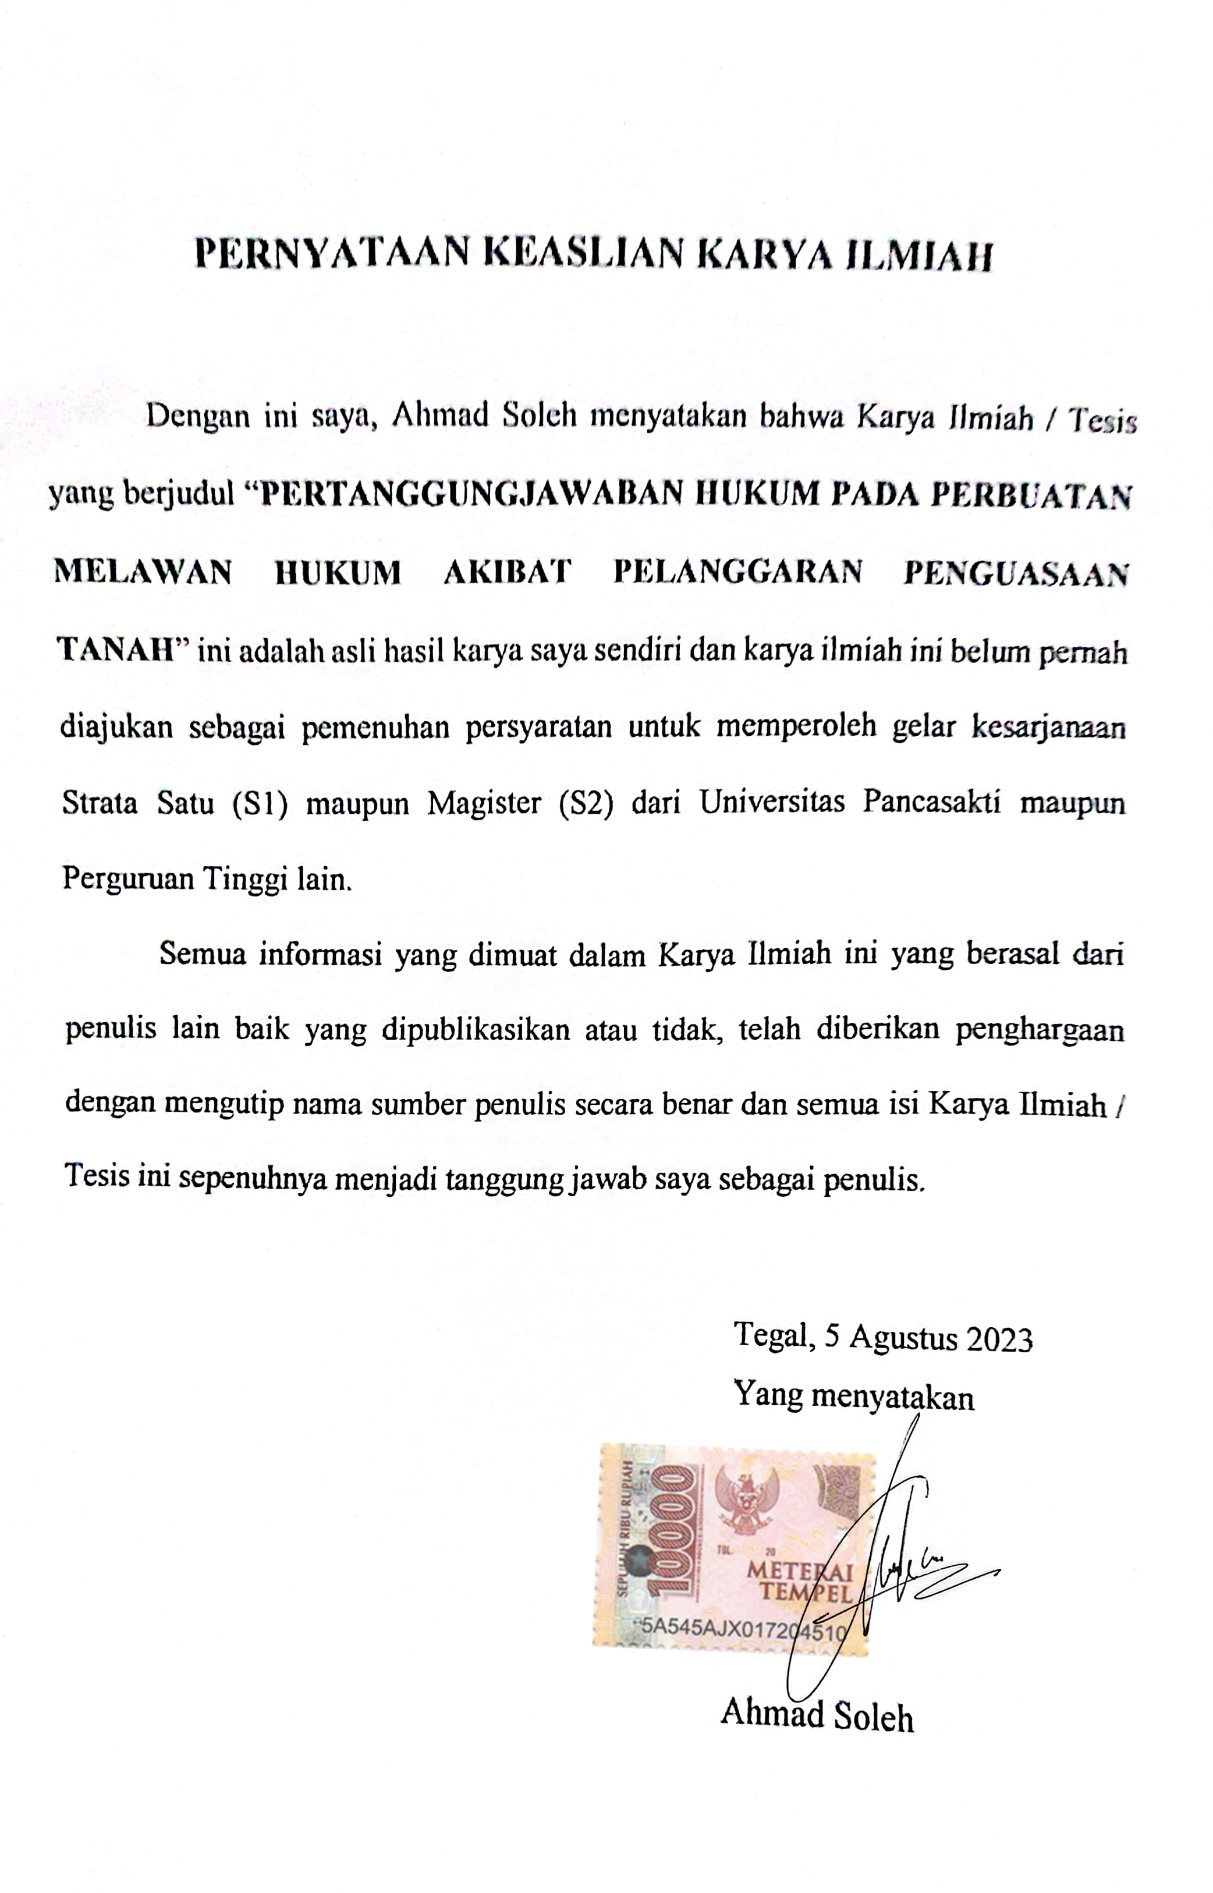 PERNYATAAN KEASLIAN KARYA ILMIAH
Dengan ini saya, Ahmad Soleh menyatakan bahwa Karya Ilmiah / Tesis
yang berjudul “PERTANGGUNGJAWABAN HUKUM PADA PERBUATAN
MELAWAN HUKUM AKIBAT PELANGGARAN PENGUASAAN
TANAH” ini adalah asli hasil karya saya sendiri dan karya ilmiah ini belum pernah
diajukan sebagai pemenuhan persyaratan untuk memperoleh gelar kesarjanaan
Strata Satu (S1) maupun Magister (S2) dari Universitas Pancasakti maupun
Perguruan Tinggi lain.
Semua informasi yang dimuat dalam Karya Ilmiah ini yang berasal dari
penulis lain baik yang dipublikasikan atau tidak, telah diberikan penghargaan
dengan mengutip nama sumber penulis secara benar dan semua isi Karya Ilmiah /
Tesis ini sepenuhnya menjadi tanggung jawab saya sebagai penulis.
Tegal, 5 Agustus 2023
Yang menyatakan
SEPULUH RIBU RUPIAH
10000
TGL. 20
METERAI
TEMPEL
5A545AJX017204510
Ahmad Soleh